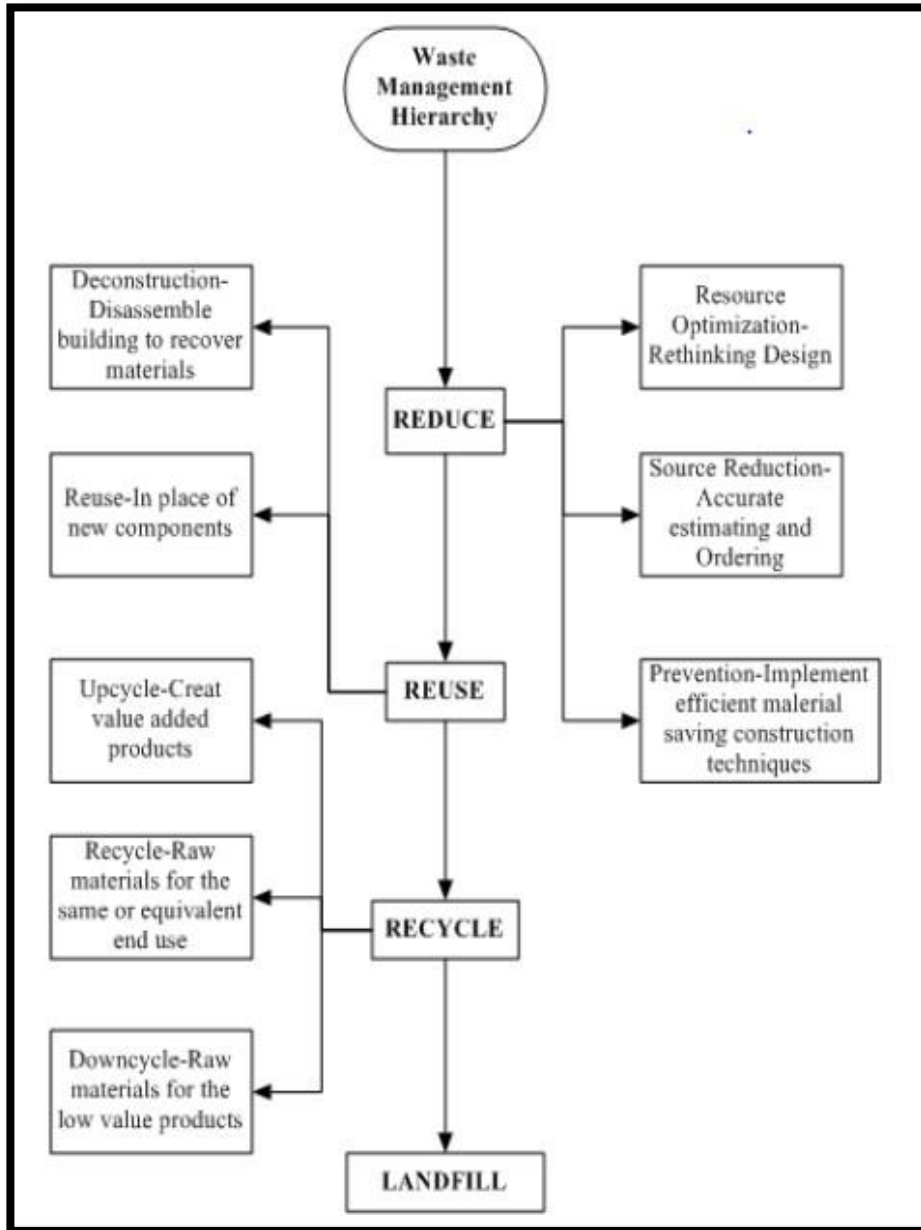 Waste
Management
Hierarchy
Deconstruction-
Disassemble
building to recover
materials
Resource
Optimization-
Rethinking Design
REDUCE
Reuse-In place of
new components
Source Reduction-
Accurate
estimating and
Ordering
REUSE
Upcycle-Creat
value added
products
Prevention-Implement
efficient malerial
saving construction
techniques
Recycle-Raw
materials for the
same or equivalent
end use
RECYCLE
Downcycle-Raw
materials for the
low value products
LANDFILL